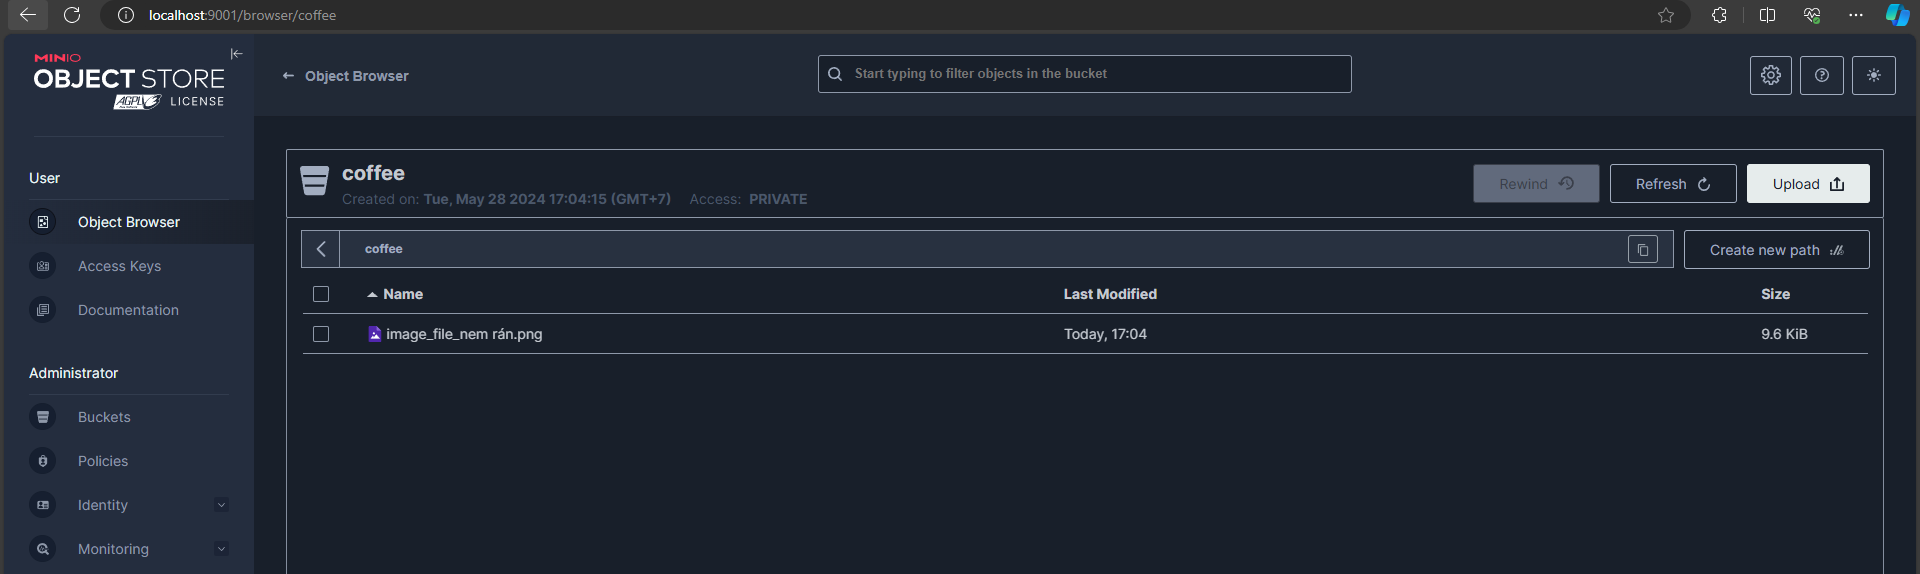 localhost:9001/browser/coffee
MINIO
OBJECT STORE
AGPL v3 LICENSE
Object Browser
Start typing to filter objects in the bucket
User
Object Browser
Access Keys
Documentation
Administrator
Buckets
Policies
Identity
Monitoring
coffee
Created on: Tue, May 28 2024 17:04:15 (GMT+7) Access: PRIVATE
Rewind
Refresh
Upload
coffee
Create new path
Name Last Modified Size
image_file_nem rán.png Today, 17:04 9.6 KiB